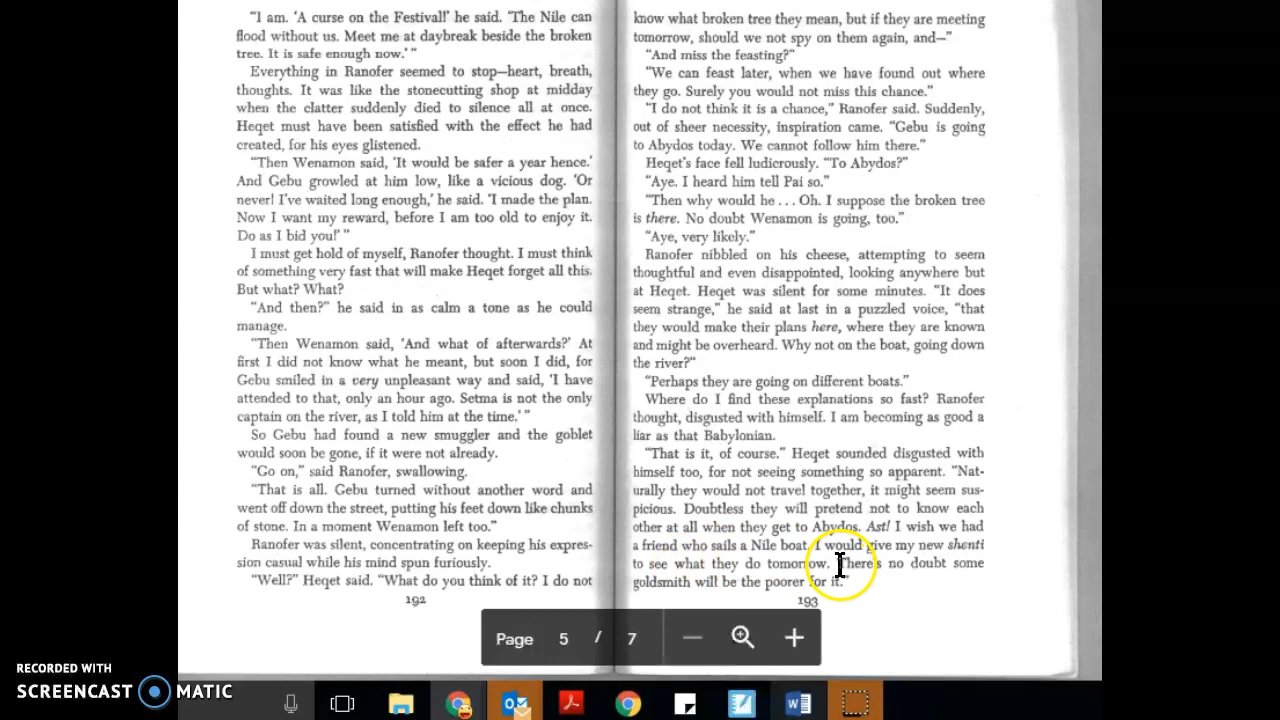 "I am. 'A curse on the Festival!' he said. 'The Nile can
flood without us. Meet me at daybreak beside the broken
tree. It is safe enough now.'"
Everything in Ranofer seemed to stop—heart, breath,
thoughts. It was like the stonecutting shop at midday
when the clatter suddenly died to silence all at once.
Heqet must have been satisfied with the effect he had
created, for his eyes glistened.
"Then Wenamon said, 'It would be safer a year hence.'
And Gebu growled at him low, like a vicious dog. 'Or
never! I've waited long enough,' he said. 'I made the plan.
Now I want my reward, before I am too old to enjoy it.
Do as I bid you!'"
I must get hold of myself, Ranofer thought. I must think
of something very fast that will make Heqet forget all this.
But what? What?
"And then?" he said in as calm a tone as he could
manage.
"Then Wenamon said, 'And what of afterwards?' At
first I did not know what he meant, but soon I did, for
Gebu smiled in a very unpleasant way and said, 'I have
attended to that, only an hour ago. Setma is not the only
captain on the river, as I told him at the time.'"
So Gebu had found a new smuggler and the goblet
would soon be gone, if it were not already.
"Go on," said Ranofer, swallowing.
"That is all. Gebu turned without another word and
went off down the street, putting his feet down like chunks
of stone. In a moment Wenamon left too."
Ranofer was silent, concentrating on keeping his expres-
sion casual while his mind spun furiously.
"Well?" Heqet said. "What do you think of it? I do not
192
know what broken tree they mean, but if they are meeting
tomorrow, should we not spy on them again, and—"
"And miss the feasting?"
"We can feast later, when we have found out where
they go. Surely you would not miss this chance."
"I do not think it is a chance," Ranofer said. Suddenly,
out of sheer necessity, inspiration came. "Gebu is going
to Abydos today. We cannot follow him there."
Heqet's face fell ludicrously. "To Abydos?"
"Aye. I heard him tell Pai so."
"Then why would he . . . Oh. I suppose the broken tree
is there. No doubt Wenamon is going, too."
"Aye, very likely."
Ranofer nibbled on his cheese, attempting to seem
thoughtful and even disappointed, looking anywhere but
at Heqet. Heqet was silent for some minutes. "It does
seem strange," he said at last in a puzzled voice, "that
they would make their plans here, where they are known
and might be overheard. Why not on the boat, going down
the river?"
"Perhaps they are going on different boats."
Where do I find these explanations so fast? Ranofer
thought, disgusted with himself. I am becoming as good a
liar as that Babylonian.
"That is it, of course." Heqet sounded disgusted with
himself too, for not seeing something so apparent. "Nat-
urally they would not travel together, it might seem sus-
picious. Doubtless they will pretend not to know each
other at all when they get to Abydos. Ast! I wish we had
a friend who sails a Nile boat. I would give my new shenti
to see what they do tomorrow. There's no doubt some
goldsmith will be the poorer for it."
193
Page 5 / 7
RECORDED WITH
SCREENCAST MATIC